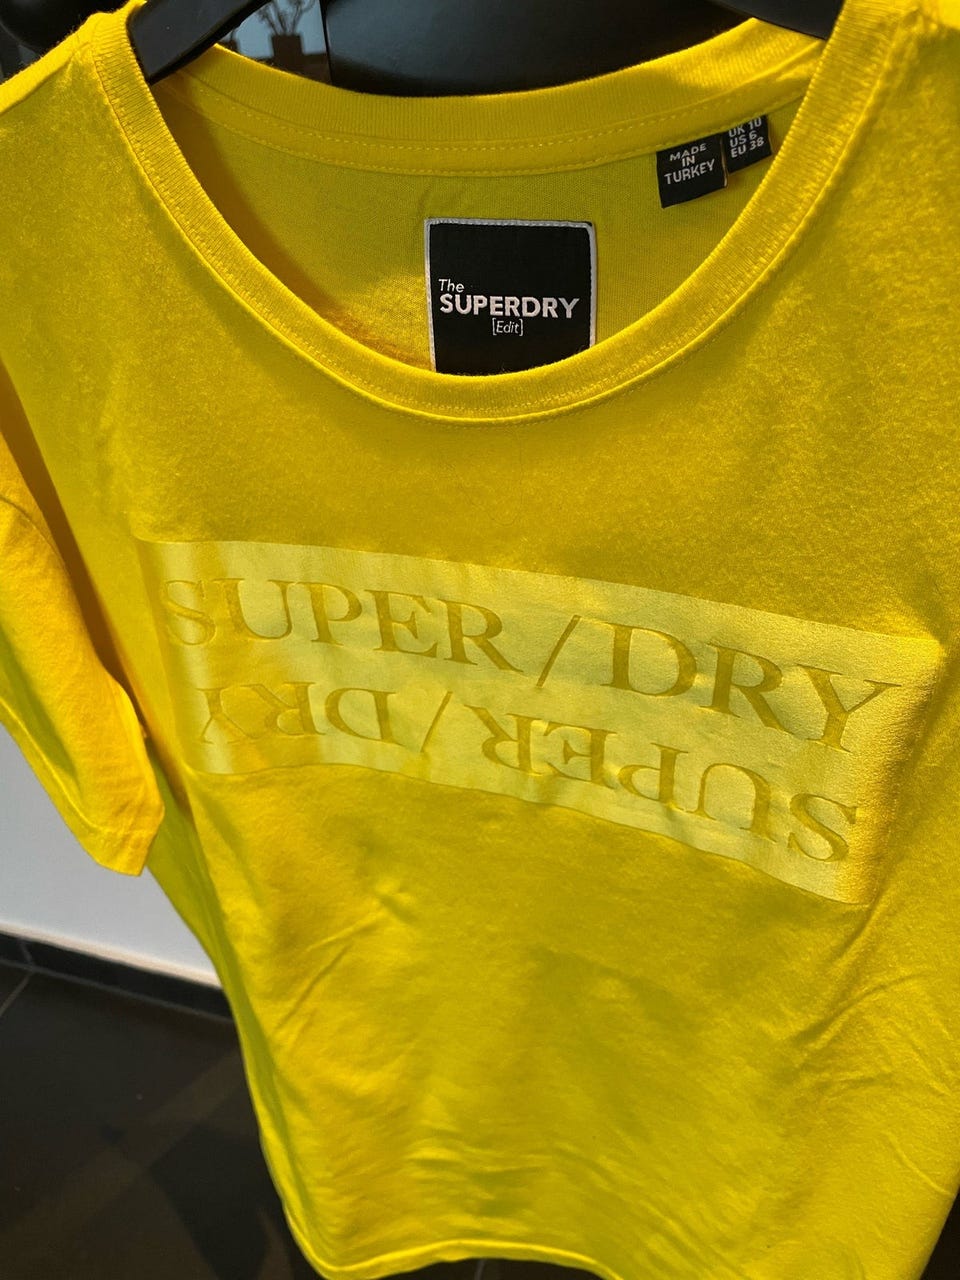 MADE
IN
TURKEY
UK 10
US 6
EU 38
The
SUPERDRY
[Edit]
SUPER/DRY
SUPER/DRY